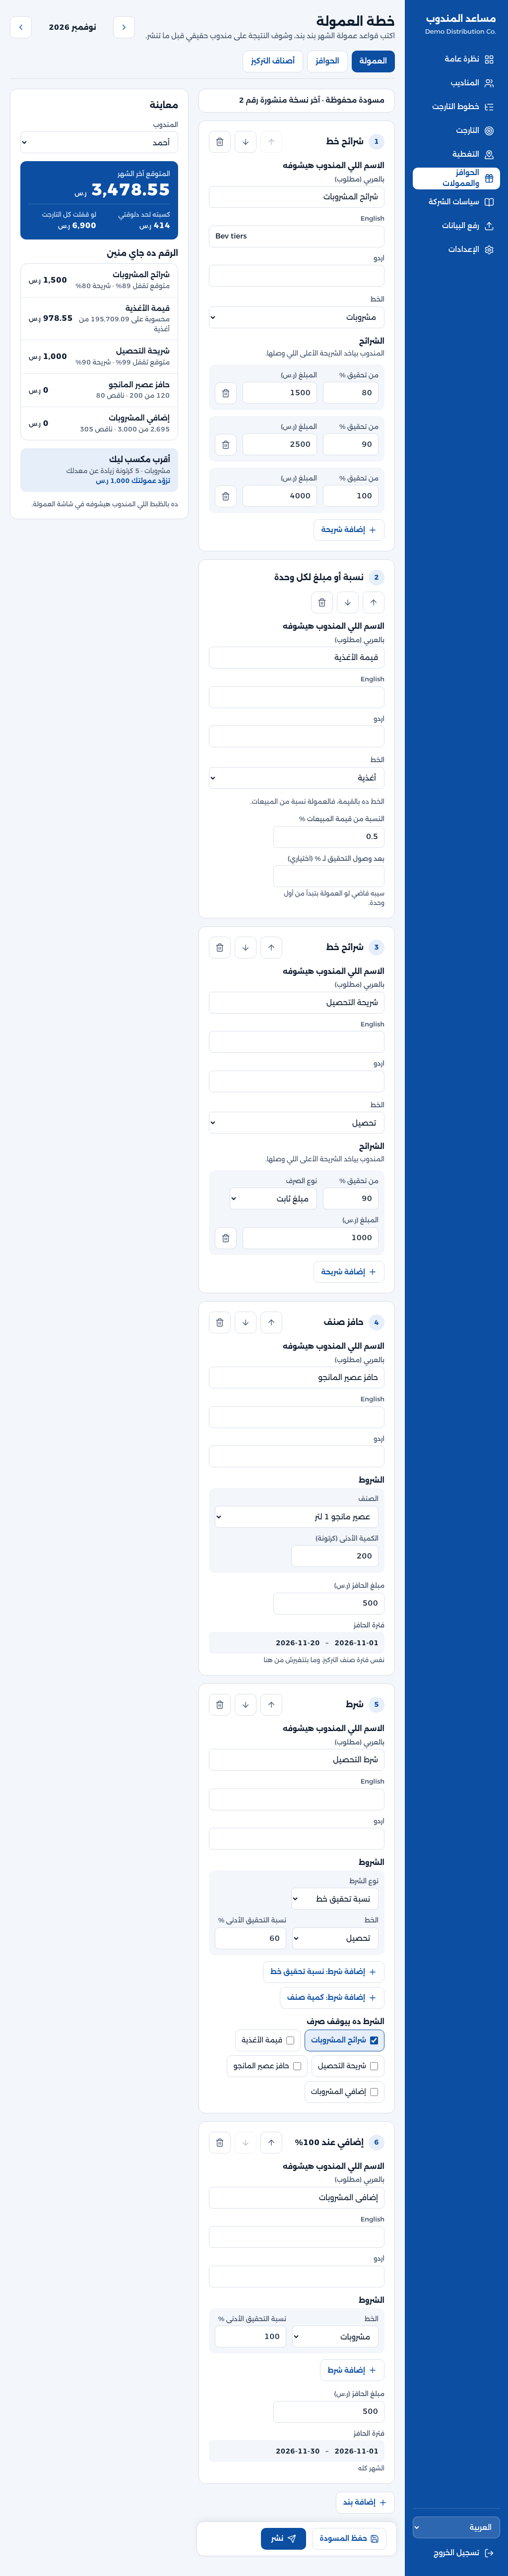 مساعد المندوب
Demo Distribution Co.
نظرة عامة
المناديب
خطوط التارجت
التارجت
التغطية
الحوافز والعمولات
سياسات الشركة
رفع البيانات
الإعدادات
العربية
تسجيل الخروج
خطة العمولة
اكتب قواعد عمولة الشهر بند بند، وشوف النتيجة على مندوب حقيقي قبل ما تنشر.
نوفمبر 2026
العمولة
الحوافز
أصناف التركيز
مسودة محفوظة · آخر نسخة منشورة رقم 2
1
شرائح خط
الاسم اللي المندوب هيشوفه
بالعربي (مطلوب)
شرائح المشروبات
English
Bev tiers
اردو
الخط
مشروبات
الشرائح
المندوب بياخد الشريحة الأعلى اللي وصلها.
من تحقيق %
المبلغ (ر.س)
80
1500
من تحقيق %
المبلغ (ر.س)
90
2500
من تحقيق %
المبلغ (ر.س)
100
4000
إضافة شريحة
2
نسبة أو مبلغ لكل وحدة
الاسم اللي المندوب هيشوفه
بالعربي (مطلوب)
قيمة الأغذية
English
اردو
الخط
أغذية
الخط ده بالقيمة، فالعمولة نسبة من المبيعات.
النسبة من قيمة المبيعات %
0.5
بعد وصول التحقيق لـ % (اختياري)
سيبه فاضي لو العمولة بتبدأ من أول وحدة.
3
شرائح خط
الاسم اللي المندوب هيشوفه
بالعربي (مطلوب)
شريحة التحصيل
English
اردو
الخط
تحصيل
الشرائح
المندوب بياخد الشريحة الأعلى اللي وصلها.
من تحقيق %
نوع الصرف
90
مبلغ ثابت
المبلغ (ر.س)
1000
إضافة شريحة
4
حافز صنف
الاسم اللي المندوب هيشوفه
بالعربي (مطلوب)
حافز عصير المانجو
English
اردو
الشروط
الصنف
عصير مانجو 1 لتر
الكمية الأدنى (كرتونة)
200
مبلغ الحافز (ر.س)
500
فترة الحافز
2026-11-01 – 2026-11-20
نفس فترة صنف التركيز، وما بتتغيرش من هنا
5
شرط
الاسم اللي المندوب هيشوفه
بالعربي (مطلوب)
شرط التحصيل
English
اردو
الشروط
نوع الشرط
نسبة تحقيق خط
الخط
نسبة التحقيق الأدنى %
تحصيل
60
إضافة شرط: نسبة تحقيق خط
إضافة شرط: كمية صنف
الشرط ده بيوقف صرف
شرائح المشروبات
قيمة الأغذية
شريحة التحصيل
حافز عصير المانجو
إضافي المشروبات
6
إضافي عند 100%
الاسم اللي المندوب هيشوفه
بالعربي (مطلوب)
إضافي المشروبات
English
اردو
الشروط
الخط
نسبة التحقيق الأدنى %
مشروبات
100
إضافة شرط
مبلغ الحافز (ر.س)
500
فترة الحافز
2026-11-01 – 2026-11-30
الشهر كله
إضافة بند
حفظ المسودة
نشر
معاينة
المندوب
أحمد
المتوقع آخر الشهر
3,478.55 ر.س
كسبته لحد دلوقتي
414 ر.س
لو قفلت كل التارجت
6,900 ر.س
الرقم ده جاي منين
شرائح المشروبات
متوقع تقفل 89% · شريحة 80%
1,500 ر.س
قيمة الأغذية
محسوبة على 195,709.09 من أغذية
978.55 ر.س
شريحة التحصيل
متوقع تقفل 99% · شريحة 90%
1,000 ر.س
حافز عصير المانجو
120 من 200 · ناقص 80
0 ر.س
إضافي المشروبات
2,695 من 3,000 · ناقص 305
0 ر.س
أقرب مكسب ليك
مشروبات · 5 كرتونة زيادة عن معدلك
تزوّد عمولتك 1,000 ر.س
ده بالظبط اللي المندوب هيشوفه في شاشة العمولة.